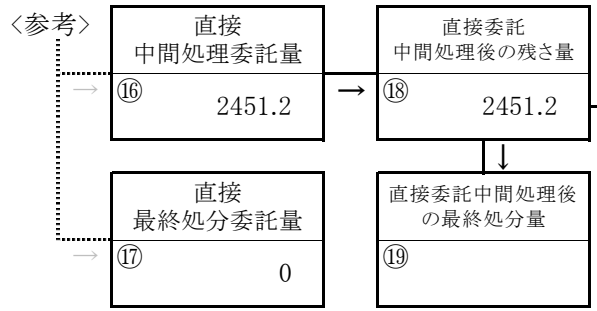 〈参考〉
直接
中間処理委託量
→
⑯
2451.2
→
直接委託
中間処理後の残さ量
⑱
2451.2
↓
直接
最終処分委託量
→
⑰
0
直接委託中間処理後
の最終処分量
⑲